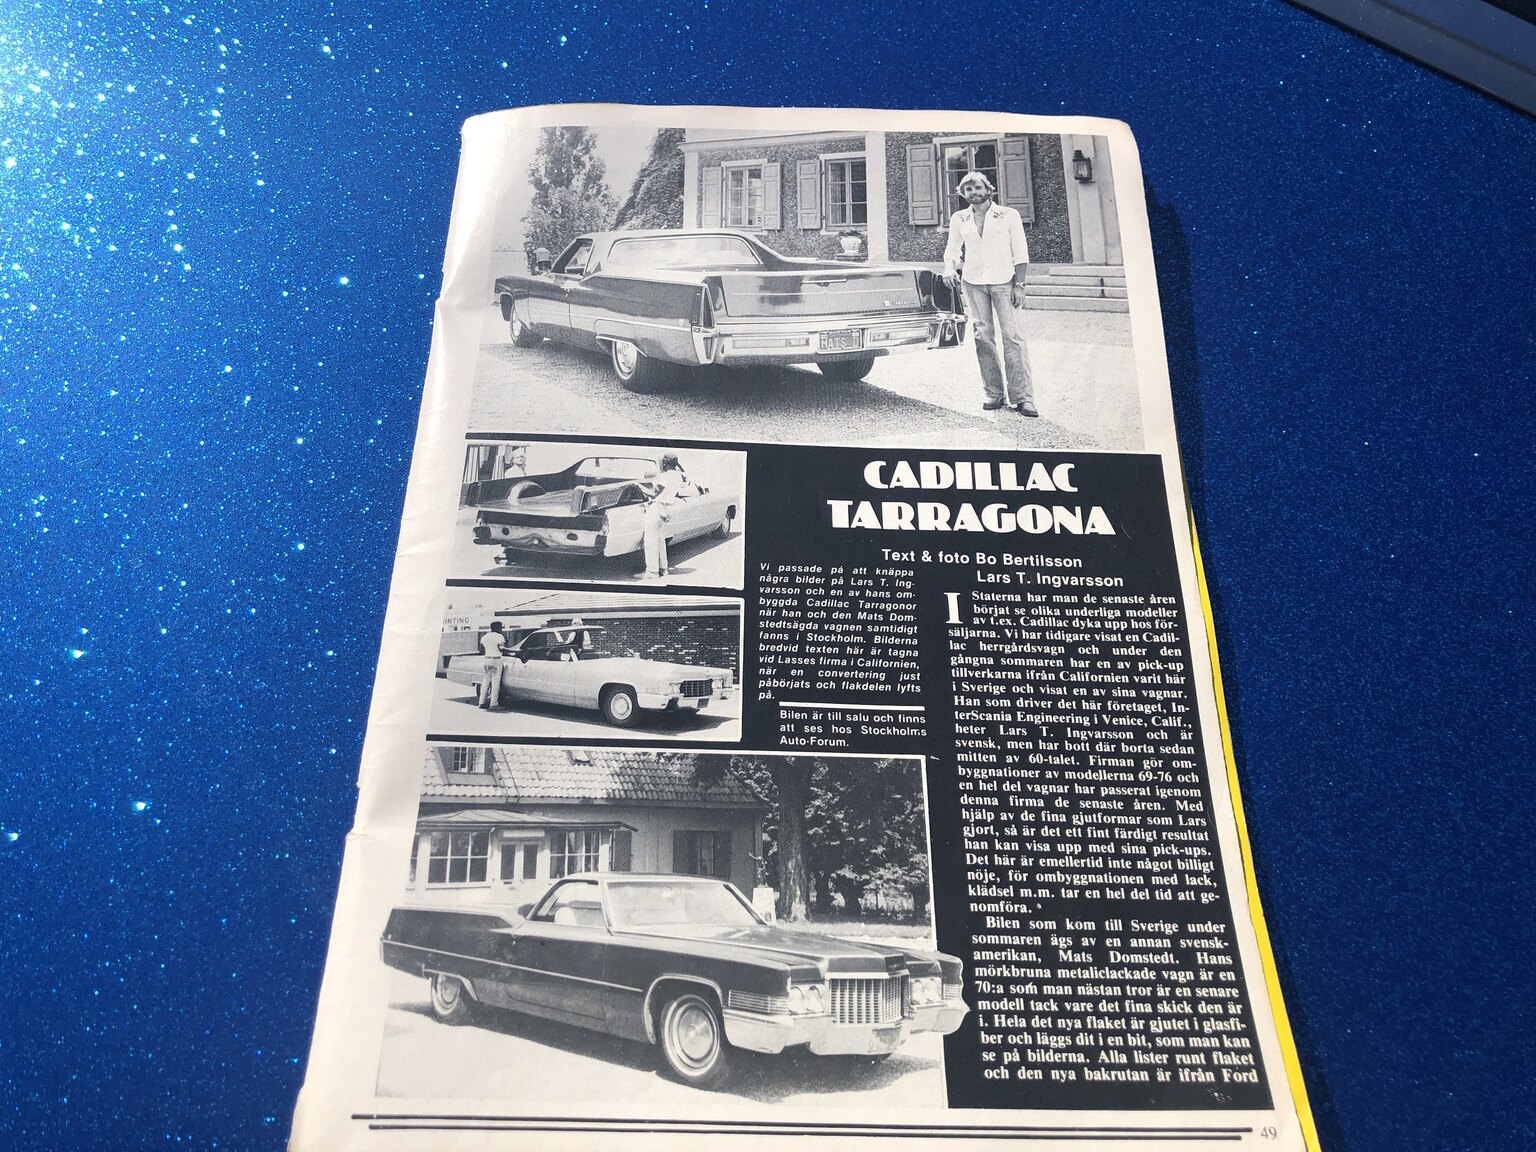 MATS D
CADILLAC
TARRAGONA
Text & foto Bo Bertilsson
Lars T. Ingvarsson
Vi passade på att knäppa
några bilder på Lars T. Ing-
varsson och en av hans om-
byggda Cadillac Tarragonor
när han och den Mats Dom-
stedtsägda vagnen samtidigt
fanns i Stockholm. Bilderna
bredvid texten här är tagna
vid Lasses firma i Californien,
när en convertering just
påbörjats och flakdelen lyfts
på.
Bilen är till salu och finns
att ses hos Stockholms
Auto-Forum.
I Staterna har man de senaste åren
börjat se olika underliga modeller
av t.ex. Cadillac dyka upp hos för-
säljarna. Vi har tidigare visat en Cadil-
lac herrgårdsvagn och under den
gångna sommaren har en av pick-up
tillverkarna ifrån Californien varit här
i Sverige och visat en av sina vagnar.
Han som driver det här företaget, In-
terScania Engineering i Venice, Calif.,
heter Lars T. Ingvarsson och är
svensk, men har bott där borta sedan
mitten av 60-talet. Firman gör om-
byggnationer av modellerna 69-76 och
en hel del vagnar har passerat igenom
denna firma de senaste åren. Med
hjälp av de fina gjutformar som Lars
gjort, så är det ett fint färdigt resultat
han kan visa upp med sina pick-ups.
Det här är emellertid inte något billigt
nöje, för ombyggnationen med lack,
klädsel m.m. tar en hel del tid att ge-
nomföra.
Bilen som kom till Sverige under
sommaren ägs av en annan svensk-
amerikan, Mats Domstedt. Hans
mörkbruna metaliclackade vagn är en
70:a som man nästan tror är en senare
modell tack vare det fina skick den är
i. Hela det nya flaket är gjutet i glasfi-
ber och läggs dit i en bit, som man kan
se på bilderna. Alla lister runt flaket
och den nya bakrutan är ifrån Ford
49